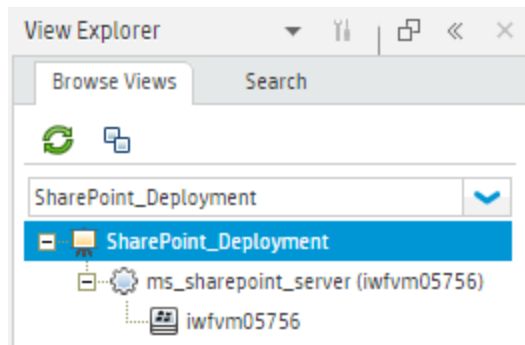 View Explorer
Browse Views
Search
SharePoint_Deployment
SharePoint_Deployment
ms_sharepoint_server (iwfvm05756)
iwfvm05756